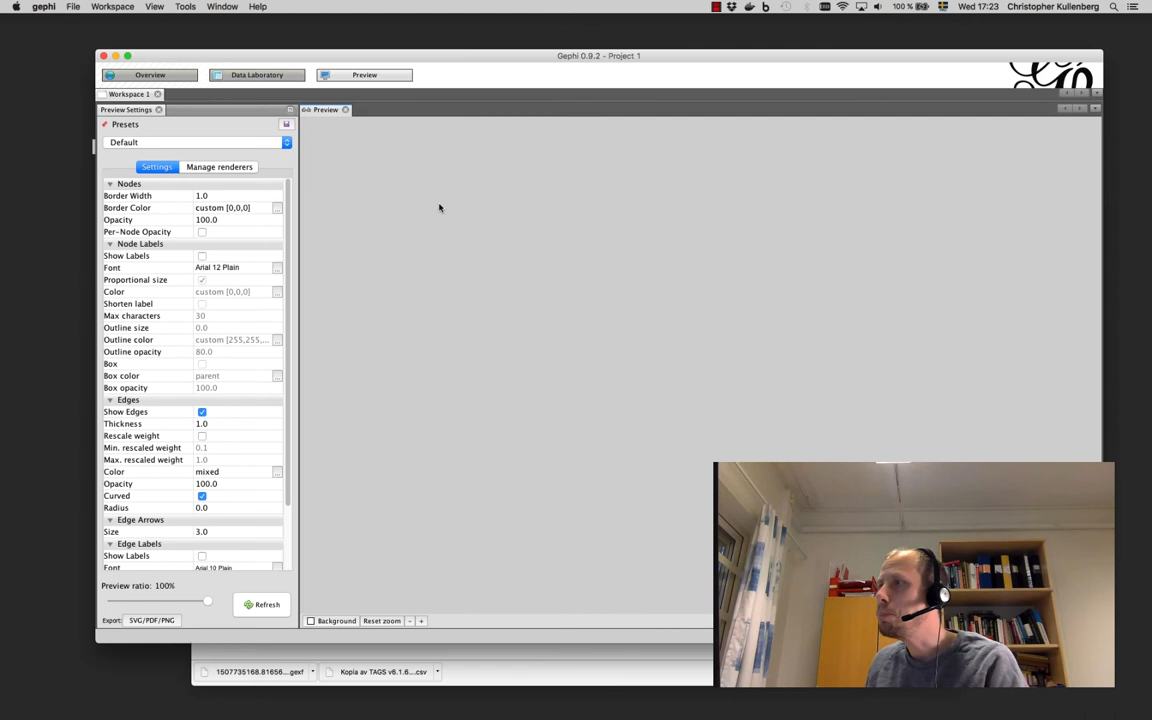 gephi File Workspace View Tools Window Help 100 % Wed 17:23 Christopher Kullenberg
Gephi 0.9.2 - Project 1
Overview Data Laboratory Preview
Workspace 1
Preview Settings
Preview
Presets
Default
Settings Manage renderers
Nodes
Border Width 1.0
Border Color custom [0,0,0] ...
Opacity 100.0
Per-Node Opacity
Node Labels
Show Labels
Font Arial 12 Plain ...
Proportional size
Color custom [0,0,0] ...
Shorten label
Max characters 30
Outline size 0.0
Outline color custom [255,255,... ...
Outline opacity 80.0
Box
Box color parent ...
Box opacity 100.0
Edges
Show Edges
Thickness 1.0
Rescale weight
Min. rescaled weight 0.1
Max. rescaled weight 1.0
Color mixed ...
Opacity 100.0
Curved
Radius 0.0
Edge Arrows
Size 3.0
Edge Labels
Show Labels
Font Arial 10 Plain
Preview ratio: 100%
Refresh
Export: SVG/PDF/PNG
Background Reset zoom - +
1507735168.81656....gexf Kopia av TAGS v6.1.6....csv